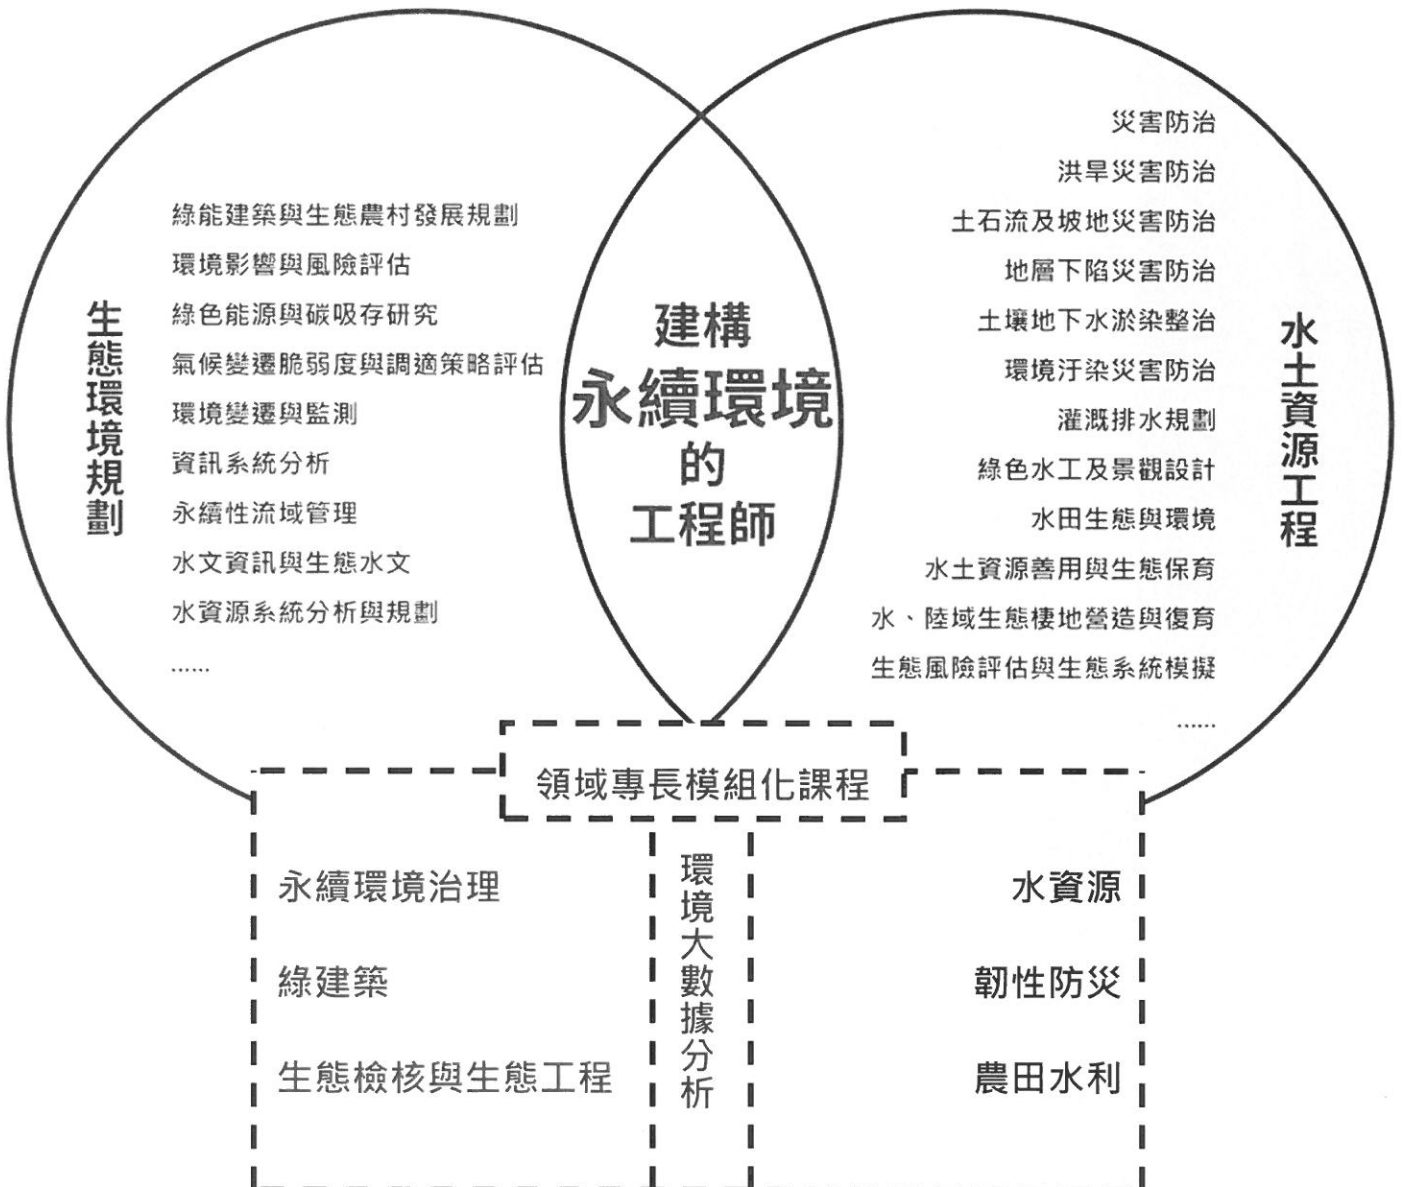 生態環境規劃
綠能建築與生態農村發展規劃
環境影響與風險評估
綠色能源與碳吸存研究
氣候變遷脆弱度與調適策略評估
環境變遷與監測
資訊系統分析
永續性流域管理
水文資訊與生態水文
水資源系統分析與規劃
……
建構
永續環境
的
工程師
災害防治
洪旱災害防治
土石流及坡地災害防治
地層下陷災害防治
土壤地下水淤染整治
環境汙染災害防治
灌溉排水規劃
綠色水工及景觀設計
水田生態與環境
水土資源善用與生態保育
水、陸域生態棲地營造與復育
生態風險評估與生態系統模擬
……
水土資源工程
領域專長模組化課程
永續環境治理
綠建築
生態檢核與生態工程
環境大數據分析
水資源
韌性防災
農田水利